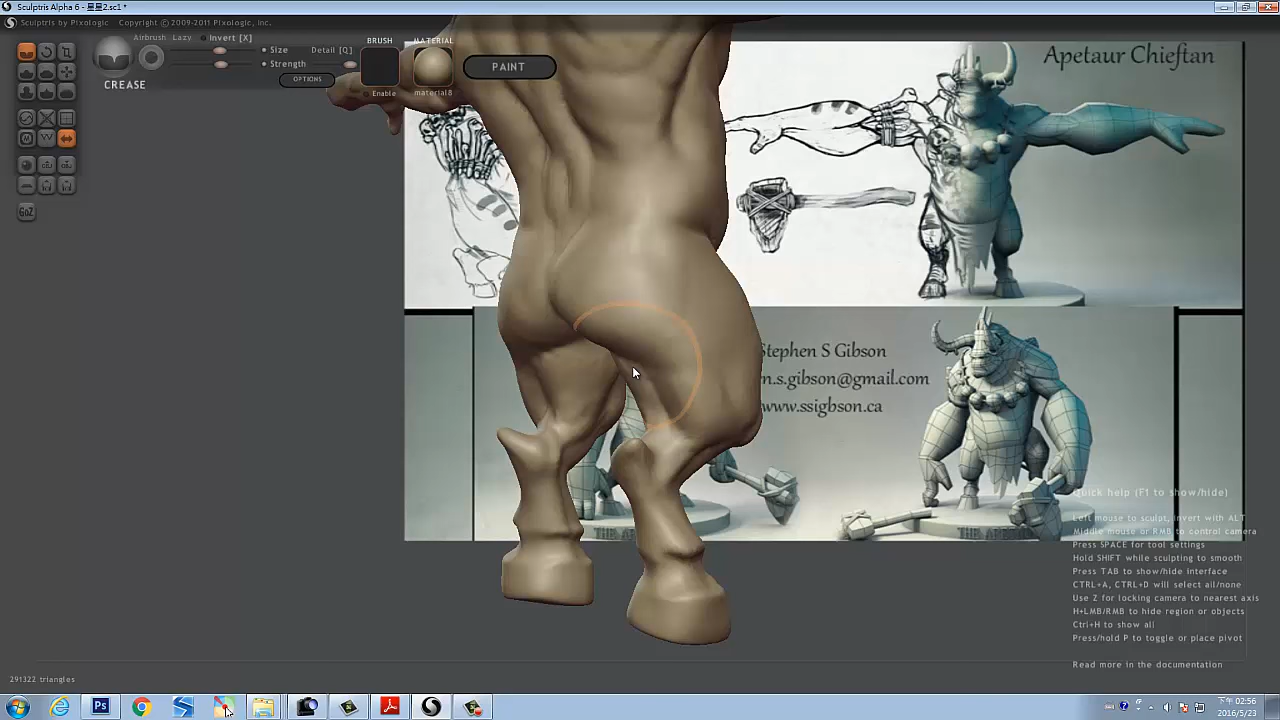 Sculptris Alpha 6 - 星星2.sc1 *
Sculptris by Pixologic Copyright ©2009-2011 Pixologic, Inc.
Airbrush Lazy Invert [X]
Size Detail [Q]
Strength
OPTIONS
CREASE
BRUSH
Enable
MATERIAL
material8
PAINT
GoZ
Apetaur Chieftan
Stephen S Gibson
n.s.gibson@gmail.com
www.ssigbson.ca
Quick help (F1 to show/hide)
Left mouse to sculpt, invert with ALT
Middle mouse or RMB to control camera
Press SPACE for tool settings
Hold SHIFT while sculpting to smooth
Press TAB to show/hide interface
CTRL+A, CTRL+D will select all/none
Use Z for locking camera to nearest axis
H+LMB/RMB to hide region or objects
Ctrl+H to show all
Press/hold P to toggle or place pivot
Read more in the documentation
291322 triangles
Ps
下午 02:56
2016/5/23